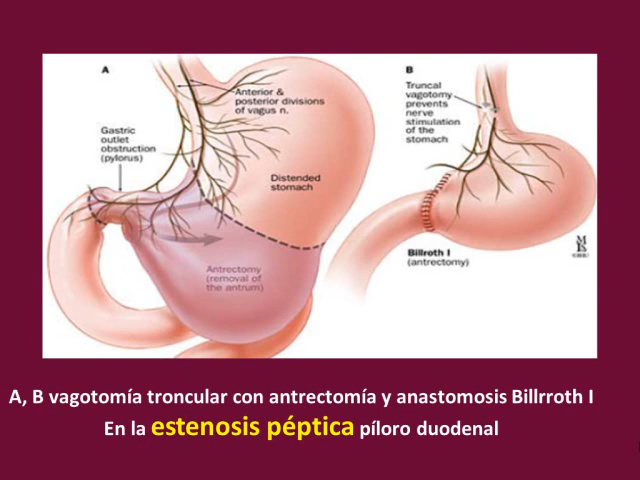 A
B
Anterior &
posterior divisions
of vagus n.
Truncal
vagotomy
prevents
nerve
stimulation
of the
stomach
Gastric
outlet
obstruction
(pylorus)
Distended
stomach
Antrectomy
(removal of
the antrum)
Billroth I
(antrectomy)
A, B vagotomía troncular con antrectomía y anastomosis Billrroth I
En la estenosis péptica píloro duodenal